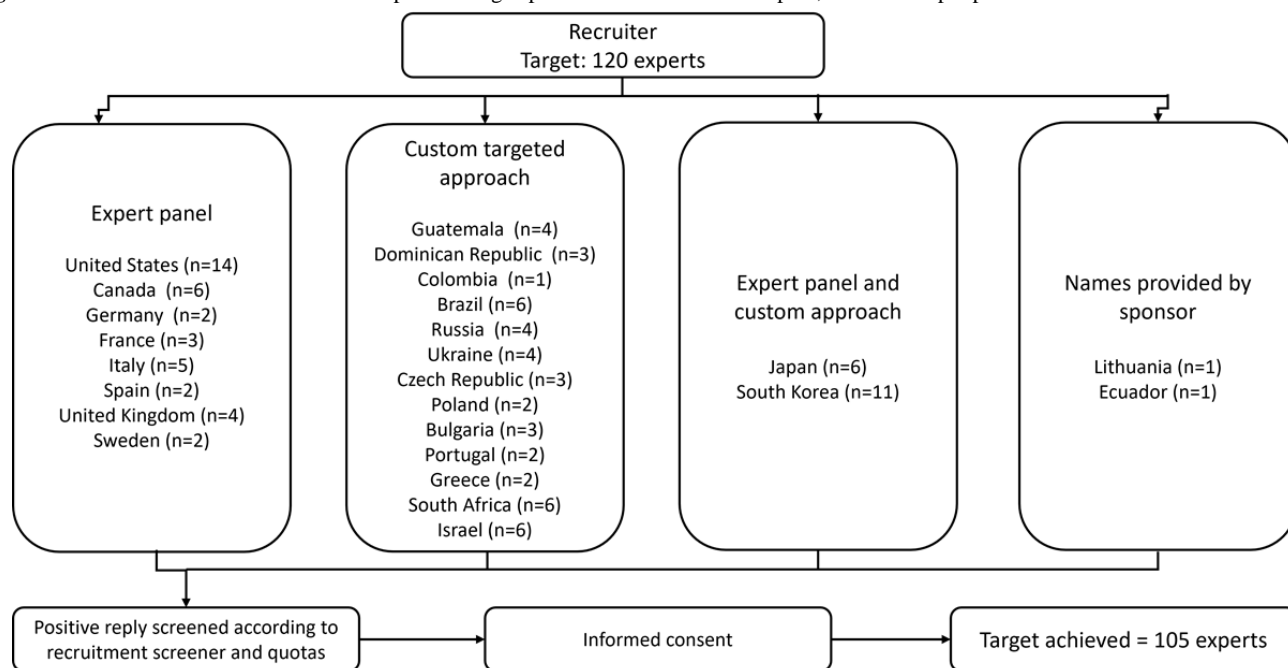 Recruiter
Target: 120 experts
Expert panel
United States (n=14)
Canada (n=6)
Germany (n=2)
France (n=3)
Italy (n=5)
Spain (n=2)
United Kingdom (n=4)
Sweden (n=2)
Custom targeted
approach
Guatemala (n=4)
Dominican Republic (n=3)
Colombia (n=1)
Brazil (n=6)
Russia (n=4)
Ukraine (n=4)
Czech Republic (n=3)
Poland (n=2)
Bulgaria (n=3)
Portugal (n=2)
Greece (n=2)
South Africa (n=6)
Israel (n=6)
Expert panel and
custom approach
Japan (n=6)
South Korea (n=11)
Names provided by
sponsor
Lithuania (n=1)
Ecuador (n=1)
Positive reply screened according to
recruitment screener and quotas
Informed consent
Target achieved = 105 experts